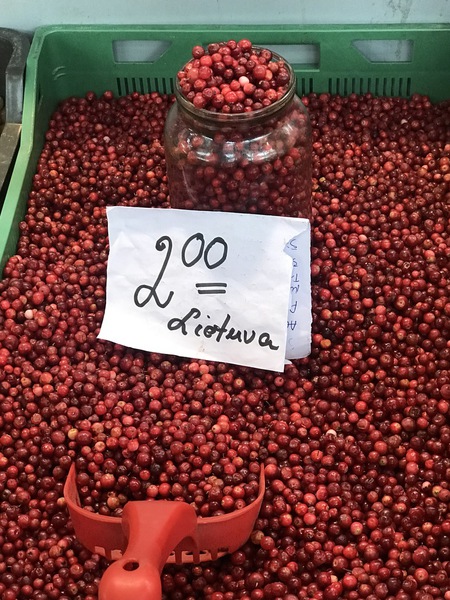 2 00 =
Lietuva